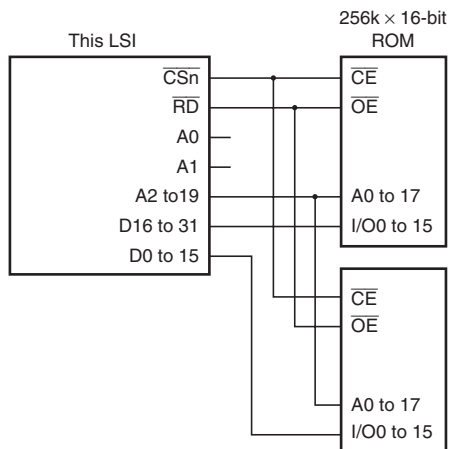 256k × 16-bit
ROM
This LSI
CSn
RD
A0
A1
A2 to19
D16 to 31
D0 to 15
CE
OE
A0 to 17
I/O0 to 15
CE
OE
A0 to 17
I/O0 to 15